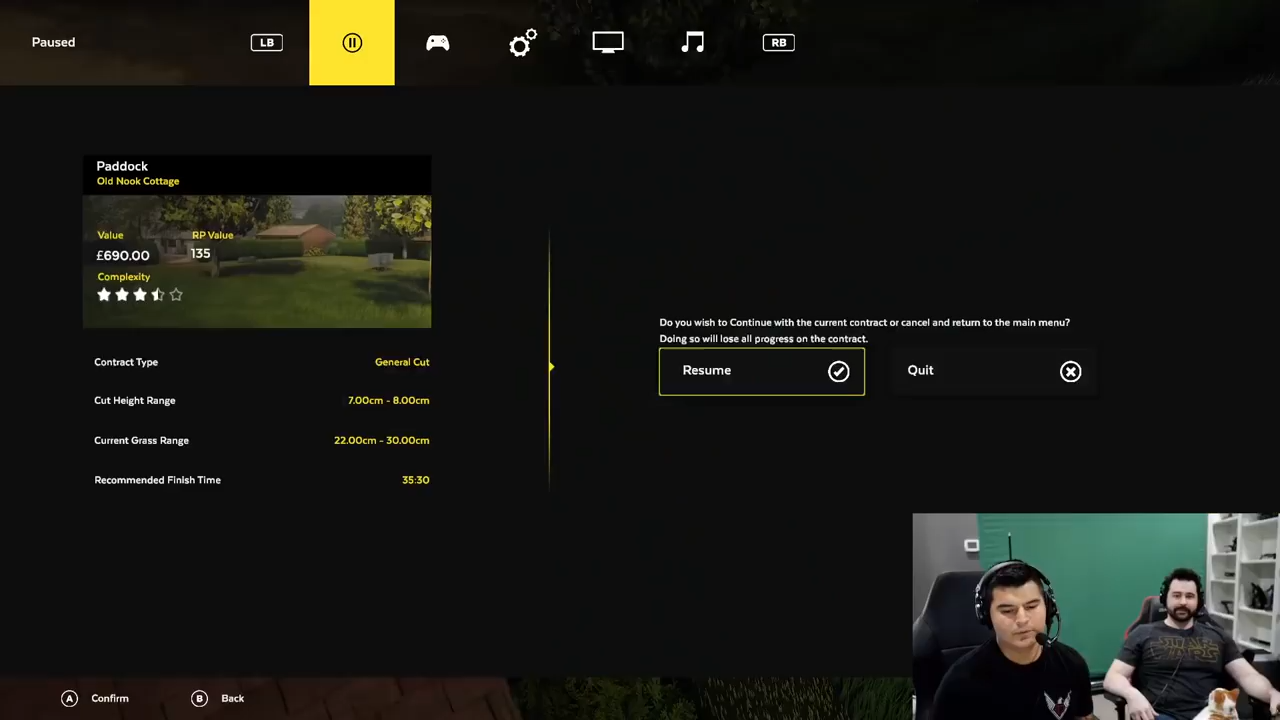 Paused
LB
RB
Paddock
Old Nook Cottage
Value
RP Value
£690.00
135
Complexity
Contract Type
General Cut
Cut Height Range
7.00cm - 8.00cm
Current Grass Range
22.00cm - 30.00cm
Recommended Finish Time
35:30
Do you wish to Continue with the current contract or cancel and return to the main menu?
Doing so will lose all progress on the contract.
Resume
Quit
STAR
WARS
A
Confirm
B
Back